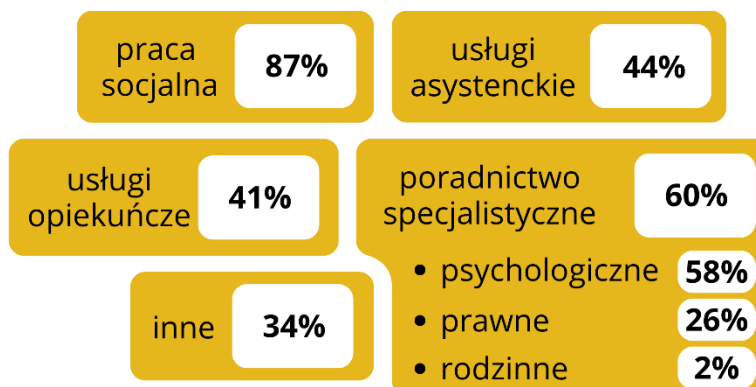 praca
socjalna
87%
usługi
asystenckie
44%
usługi
opiekuńcze
41%
poradnictwo
specjalistyczne
60%
• psychologiczne 58%
• prawne 26%
• rodzinne 2%
inne 34%